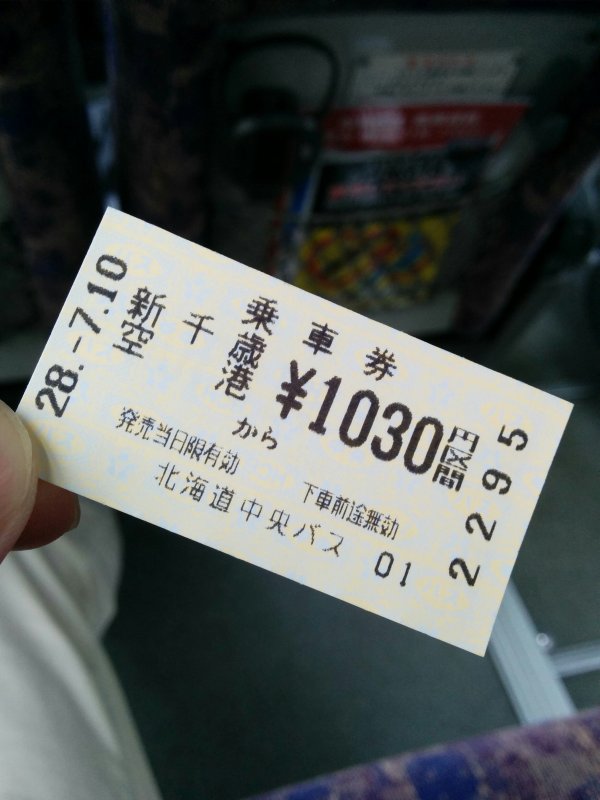 乗車券
28.-7.10
新千歳
空港から
¥1030円区間
発売当日限有効
下車前途無効
北海道中央バス 01
2295